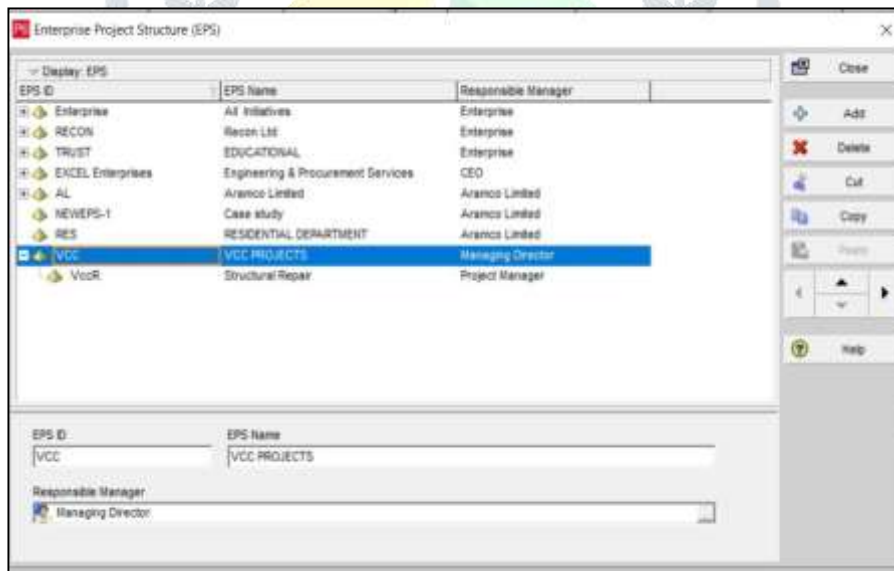 Enterprise Project Structure (EPS)
Display: EPS
EPS ID EPS Name Responsible Manager
Enterprise All Initiatives Enterprise
RECON Recon Ltd Enterprise
TRUST EDUCATIONAL Enterprise
EXCEL Enterprises Engineering & Procurement Services CEO
AL Aramco Limited Aramco Limited
NEWEPS-1 Case study Aramco Limited
RES RESIDENTIAL DEPARTMENT Aramco Limited
VCC VCC PROJECTS Managing Director
VccR Structural Repair Project Manager
Close
Add
Delete
Cut
Copy
Paste
Help
EPS ID EPS Name
VCC VCC PROJECTS
Responsible Manager
Managing Director